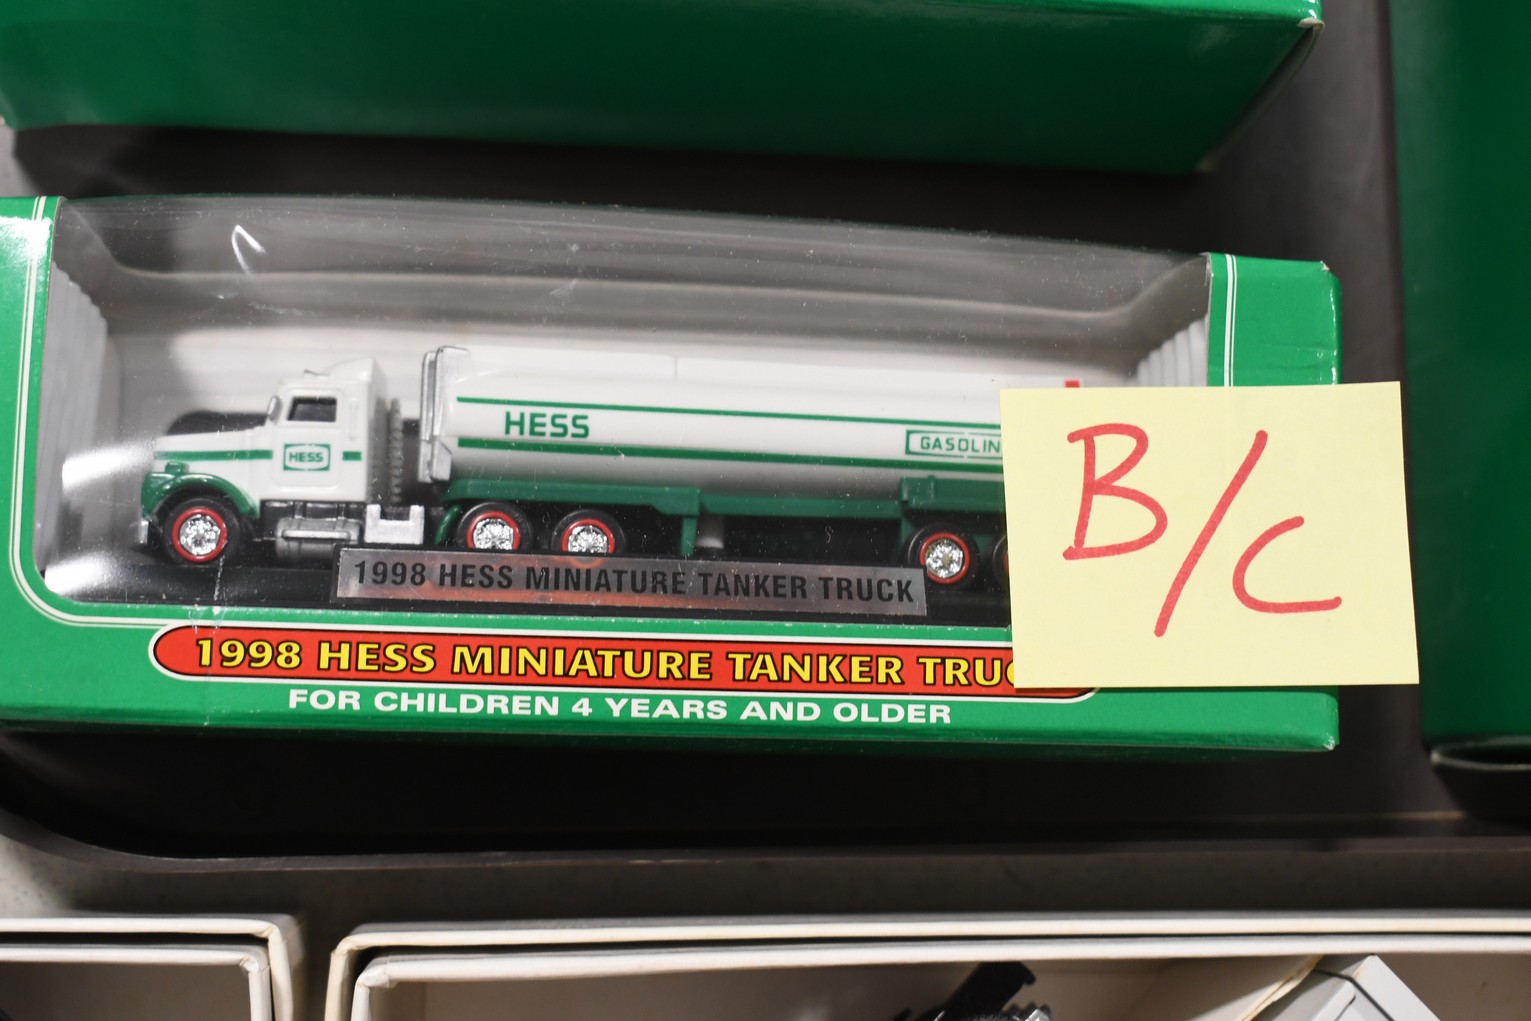 HESS
HESS
GASOLIN
B/C
1998 HESS MINIATURE TANKER TRUCK
1998 HESS MINIATURE TANKER TRUC
FOR CHILDREN 4 YEARS AND OLDER